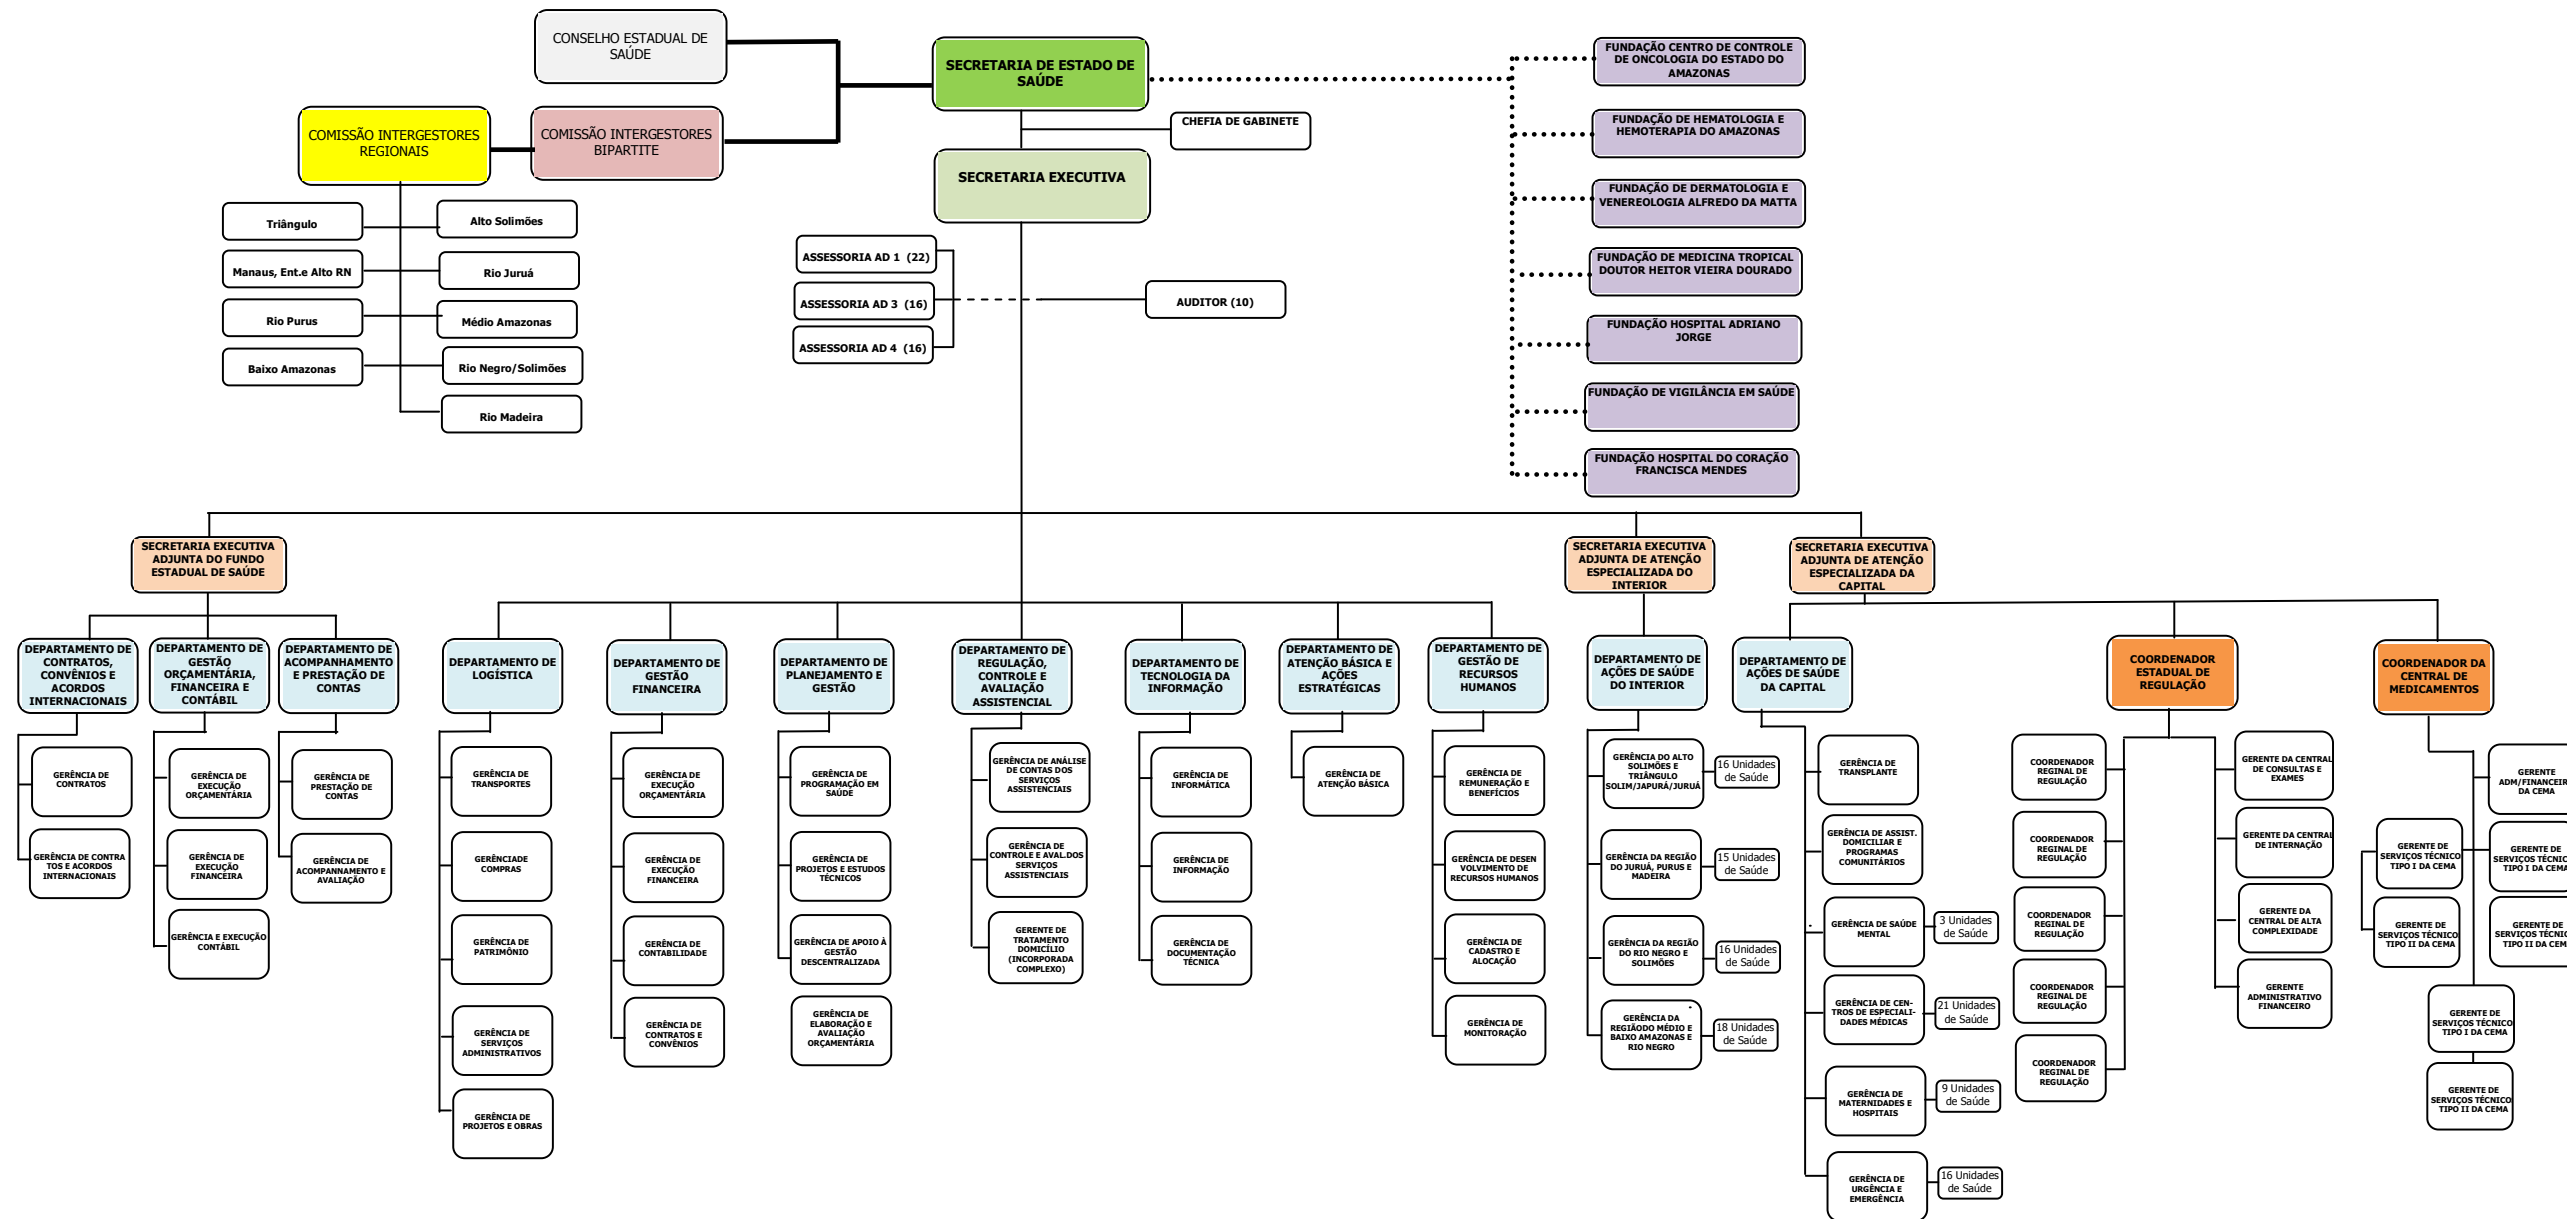 CONSELHO ESTADUAL DE
SAÚDE
SECRETARIA DE ESTADO DE
SAÚDE
COMISSÃO INTERGESTORES
REGIONAIS
COMISSÃO INTERGESTORES
BIPARTITE
CHEFIA DE GABINETE
SECRETARIA EXECUTIVA
Triângulo
Alto Solimões
Manaus, Ent.e Alto RN
Rio Juruá
Rio Purus
Médio Amazonas
Baixo Amazonas
Rio Negro/Solimões
Rio Madeira
ASSESSORIA AD 1 (22)
ASSESSORIA AD 3 (16)
ASSESSORIA AD 4 (16)
AUDITOR (10)
FUNDAÇÃO CENTRO DE CONTROLE
DE ONCOLOGIA DO ESTADO DO
AMAZONAS
FUNDAÇÃO DE HEMATOLOGIA E
HEMOTERAPIA DO AMAZONAS
FUNDAÇÃO DE DERMATOLOGIA E
VENEREOLOGIA ALFREDO DA MATTA
FUNDAÇÃO DE MEDICINA TROPICAL
DOUTOR HEITOR VIEIRA DOURADO
FUNDAÇÃO HOSPITAL ADRIANO
JORGE
FUNDAÇÃO DE VIGILÂNCIA EM SAÚDE
FUNDAÇÃO HOSPITAL DO CORAÇÃO
FRANCISCA MENDES
SECRETARIA EXECUTIVA
ADJUNTA DO FUNDO
ESTADUAL DE SAÚDE
SECRETARIA EXECUTIVA
ADJUNTA DE ATENÇÃO
ESPECIALIZADA DO
INTERIOR
SECRETARIA EXECUTIVA
ADJUNTA DE ATENÇÃO
ESPECIALIZADA DA
CAPITAL
DEPARTAMENTO DE
CONTRATOS,
CONVÊNIOS E
ACORDOS
INTERNACIONAIS
DEPARTAMENTO DE
GESTÃO
ORÇAMENTÁRIA,
FINANCEIRA E
CONTÁBIL
DEPARTAMENTO DE
ACOMPANHAMENTO
E PRESTAÇÃO DE
CONTAS
DEPARTAMENTO DE
LOGÍSTICA
DEPARTAMENTO DE
GESTÃO
FINANCEIRA
DEPARTAMENTO DE
PLANEJAMENTO E
GESTÃO
DEPARTAMENTO DE
REGULAÇÃO,
CONTROLE E
AVALIAÇÃO
ASSISTENCIAL
DEPARTAMENTO DE
TECNOLOGIA DA
INFORMAÇÃO
DEPARTAMENTO DE
ATENÇÃO BÁSICA E
AÇÕES
ESTRATÉGICAS
DEPARTAMENTO DE
GESTÃO DE
RECURSOS
HUMANOS
DEPARTAMENTO DE
AÇÕES DE SAÚDE
DO INTERIOR
DEPARTAMENTO DE
AÇÕES DE SAÚDE
DA CAPITAL
COORDENADOR
ESTADUAL DE
REGULAÇÃO
COORDENADOR DA
CENTRAL DE
MEDICAMENTOS
GERÊNCIA DE
CONTRATOS
GERÊNCIA DE CONTRA
TOS E ACORDOS
INTERNACIONAIS
GERÊNCIA DE
EXECUÇÃO
ORÇAMENTÁRIA
GERÊNCIA DE
EXECUÇÃO
FINANCEIRA
GERÊNCIA E EXECUÇÃO
CONTÁBIL
GERÊNCIA DE
PRESTAÇÃO DE
CONTAS
GERÊNCIA DE
ACOMPANNAMENTO E
AVALIAÇÃO
GERÊNCIA DE
TRANSPORTES
GERÊNCIADE
COMPRAS
GERÊNCIA DE
PATRIMÔNIO
GERÊNCIA DE
SERVIÇOS
ADMINISTRATIVOS
GERÊNCIA DE
PROJETOS E OBRAS
GERÊNCIA DE
EXECUÇÃO
ORÇAMENTÁRIA
GERÊNCIA DE
EXECUÇÃO
FINANCEIRA
GERÊNCIA DE
CONTABILIDADE
GERÊNCIA DE
CONTRATOS E
CONVÊNIOS
GERÊNCIA DE
PROGRAMAÇÃO EM
SAÚDE
GERÊNCIA DE
PROJETOS E ESTUDOS
TÉCNICOS
GERÊNCIA DE APOIO À
GESTÃO
DESCENTRALIZADA
GERÊNCIA DE
ELABORAÇÃO E
AVALIAÇÃO
ORÇAMENTÁRIA
GERÊNCIA DE ANÁLISE
DE CONTAS DOS
SERVIÇOS
ASSISTENCIAIS
GERÊNCIA DE
CONTROLE E AVAL.DOS
SERVIÇOS
ASSISTENCIAIS
GERENTE DE
TRATAMENTO
DOMICÍLIO
(INCORPORADA
COMPLEXO)
GERÊNCIA DE
INFORMÁTICA
GERÊNCIA DE
INFORMAÇÃO
GERÊNCIA DE
DOCUMENTAÇÃO
TÉCNICA
GERÊNCIA DE
ATENÇÃO BÁSICA
GERÊNCIA DE
REMUNERAÇÃO E
BENEFÍCIOS
GERÊNCIA DE DESEN
VOLVIMENTO DE
RECURSOS HUMANOS
GERÊNCIA DE
CADASTRO E
ALOCAÇÃO
GERÊNCIA DE
MONITORAÇÃO
GERÊNCIA DO ALTO
SOLIMÕES E
TRIÂNGULO
SOLIM/JAPURÁ/JURUÁ
16 Unidades
de Saúde
GERÊNCIA DA REGIÃO
DO JURUÁ, PURUS E
MADEIRA
15 Unidades
de Saúde
GERÊNCIA DA REGIÃO
DO RIO NEGRO E
SOLIMÕES
16 Unidades
de Saúde
GERÊNCIA DA
REGIÃODO MÉDIO E
BAIXO AMAZONAS E
RIO NEGRO
18 Unidades
de Saúde
GERÊNCIA DE
TRANSPLANTE
GERÊNCIA DE ASSIST.
DOMICILIAR E
PROGRAMAS
COMUNITÁRIOS
GERÊNCIA DE SAÚDE
MENTAL
3 Unidades
de Saúde
GERÊNCIA DE CEN-
TROS DE ESPECIALI-
DADES MÉDICAS
21 Unidades
de Saúde
GERÊNCIA DE
MATERNIDADES E
HOSPITAIS
9 Unidades
de Saúde
GERÊNCIA DE
URGÊNCIA E
EMERGÊNCIA
16 Unidades
de Saúde
COORDENADOR
REGINAL DE
REGULAÇÃO
COORDENADOR
REGINAL DE
REGULAÇÃO
COORDENADOR
REGINAL DE
REGULAÇÃO
COORDENADOR
REGINAL DE
REGULAÇÃO
COORDENADOR
REGINAL DE
REGULAÇÃO
GERENTE DA CENTRAL
DE CONSULTAS E
EXAMES
GERENTE DA CENTRAL
DE INTERNAÇÃO
GERENTE DA
CENTRAL DE ALTA
COMPLEXIDADE
GERENTE
ADMINISTRATIVO
FINANCEIRO
GERENTE
ADM/FINANCEIR
DA CEMA
GERENTE DE
SERVIÇOS TÉCNICO
TIPO I DA CEMA
GERENTE DE
SERVIÇOS TÉCNICO
TIPO II DA CEMA
GERENTE DE
SERVIÇOS TÉCNIC
TIPO I DA CEMA
GERENTE DE
SERVIÇOS TÉCNIC
TIPO II DA CEM
GERENTE DE
SERVIÇOS TÉCNICO
TIPO I DA CEMA
GERENTE DE
SERVIÇOS TÉCNICO
TIPO II DA CEMA